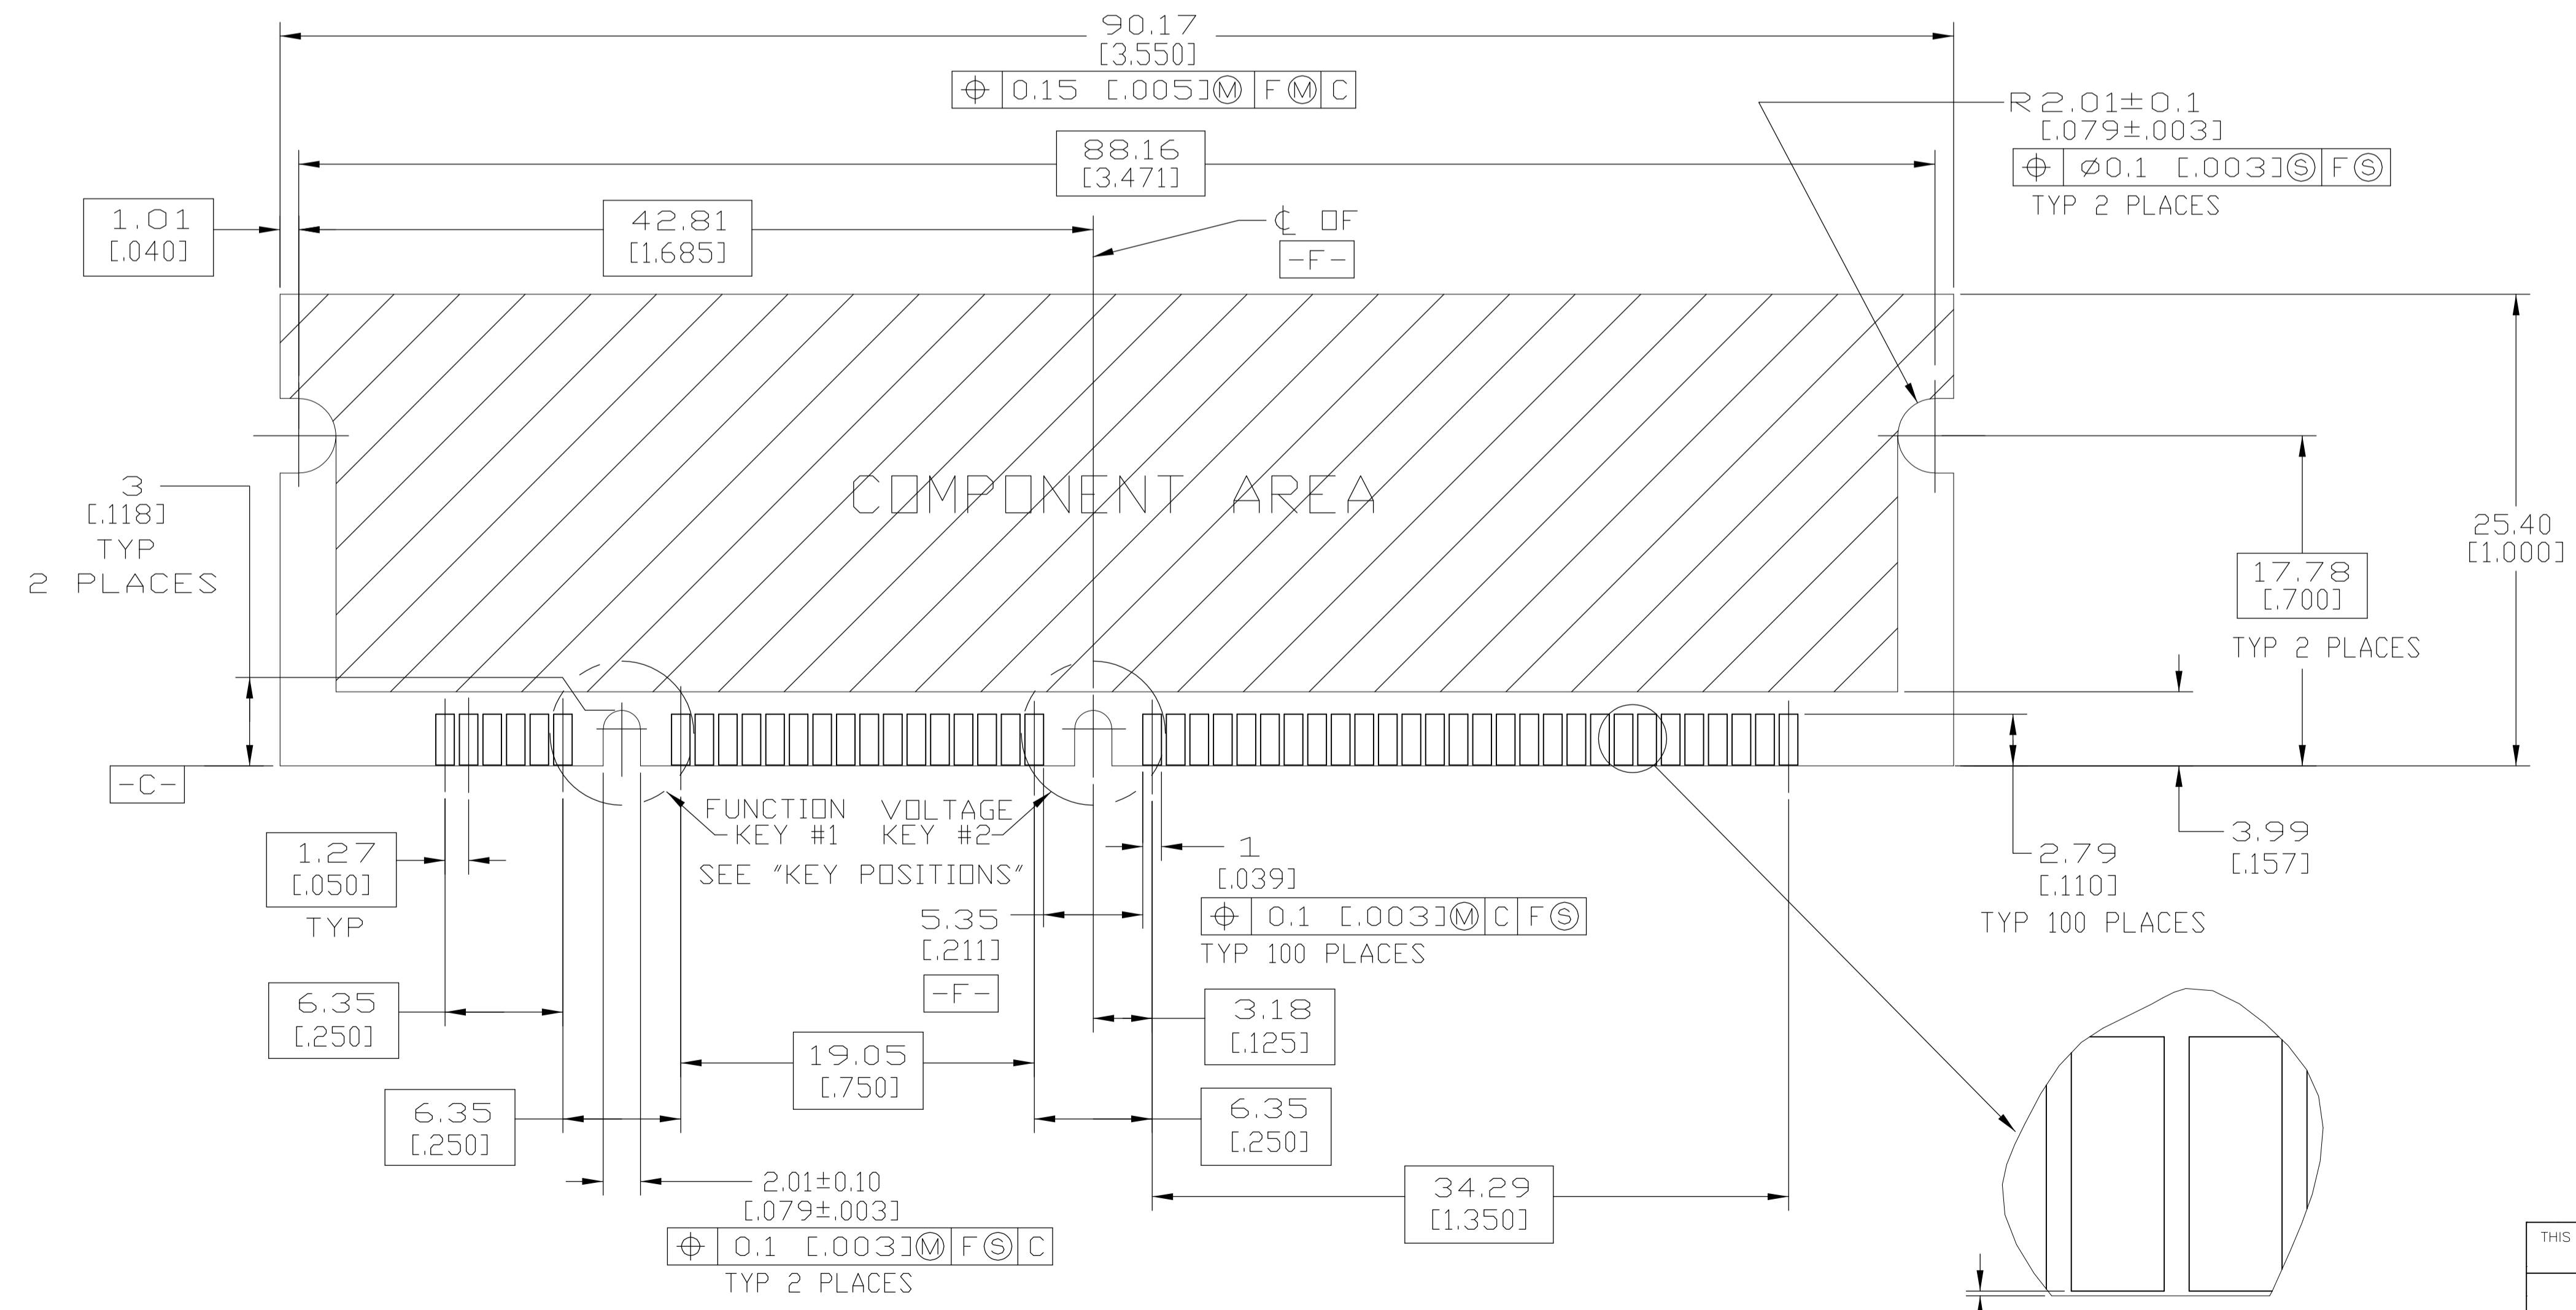 90.17
[3.550]
⌖ 0.15 [.005]Ⓜ F Ⓜ C
R 2.01±0.1
[.079±.003]
⌖ ⌀0.1 [.003]Ⓢ F Ⓢ
TYP 2 PLACES
88.16
[3.471]
1.01
[.040]
42.81
[1.685]
℄ OF
-F-
COMPONENT AREA
3
[.118]
TYP
2 PLACES
25.40
[1.000]
17.78
[.700]
TYP 2 PLACES
-C-
FUNCTION
KEY #1
VOLTAGE
KEY #2
SEE "KEY POSITIONS"
1.27
[.050]
TYP
1
[.039]
⌖ 0.1 [.003]Ⓜ C F Ⓢ
TYP 100 PLACES
3.99
[.157]
2.79
[.110]
TYP 100 PLACES
5.35
[.211]
-F-
6.35
[.250]
3.18
[.125]
19.05
[.750]
6.35
[.250]
6.35
[.250]
2.01±0.10
[.079±.003]
⌖ 0.1 [.003]Ⓜ F Ⓢ C
TYP 2 PLACES
34.29
[1.350]
THIS